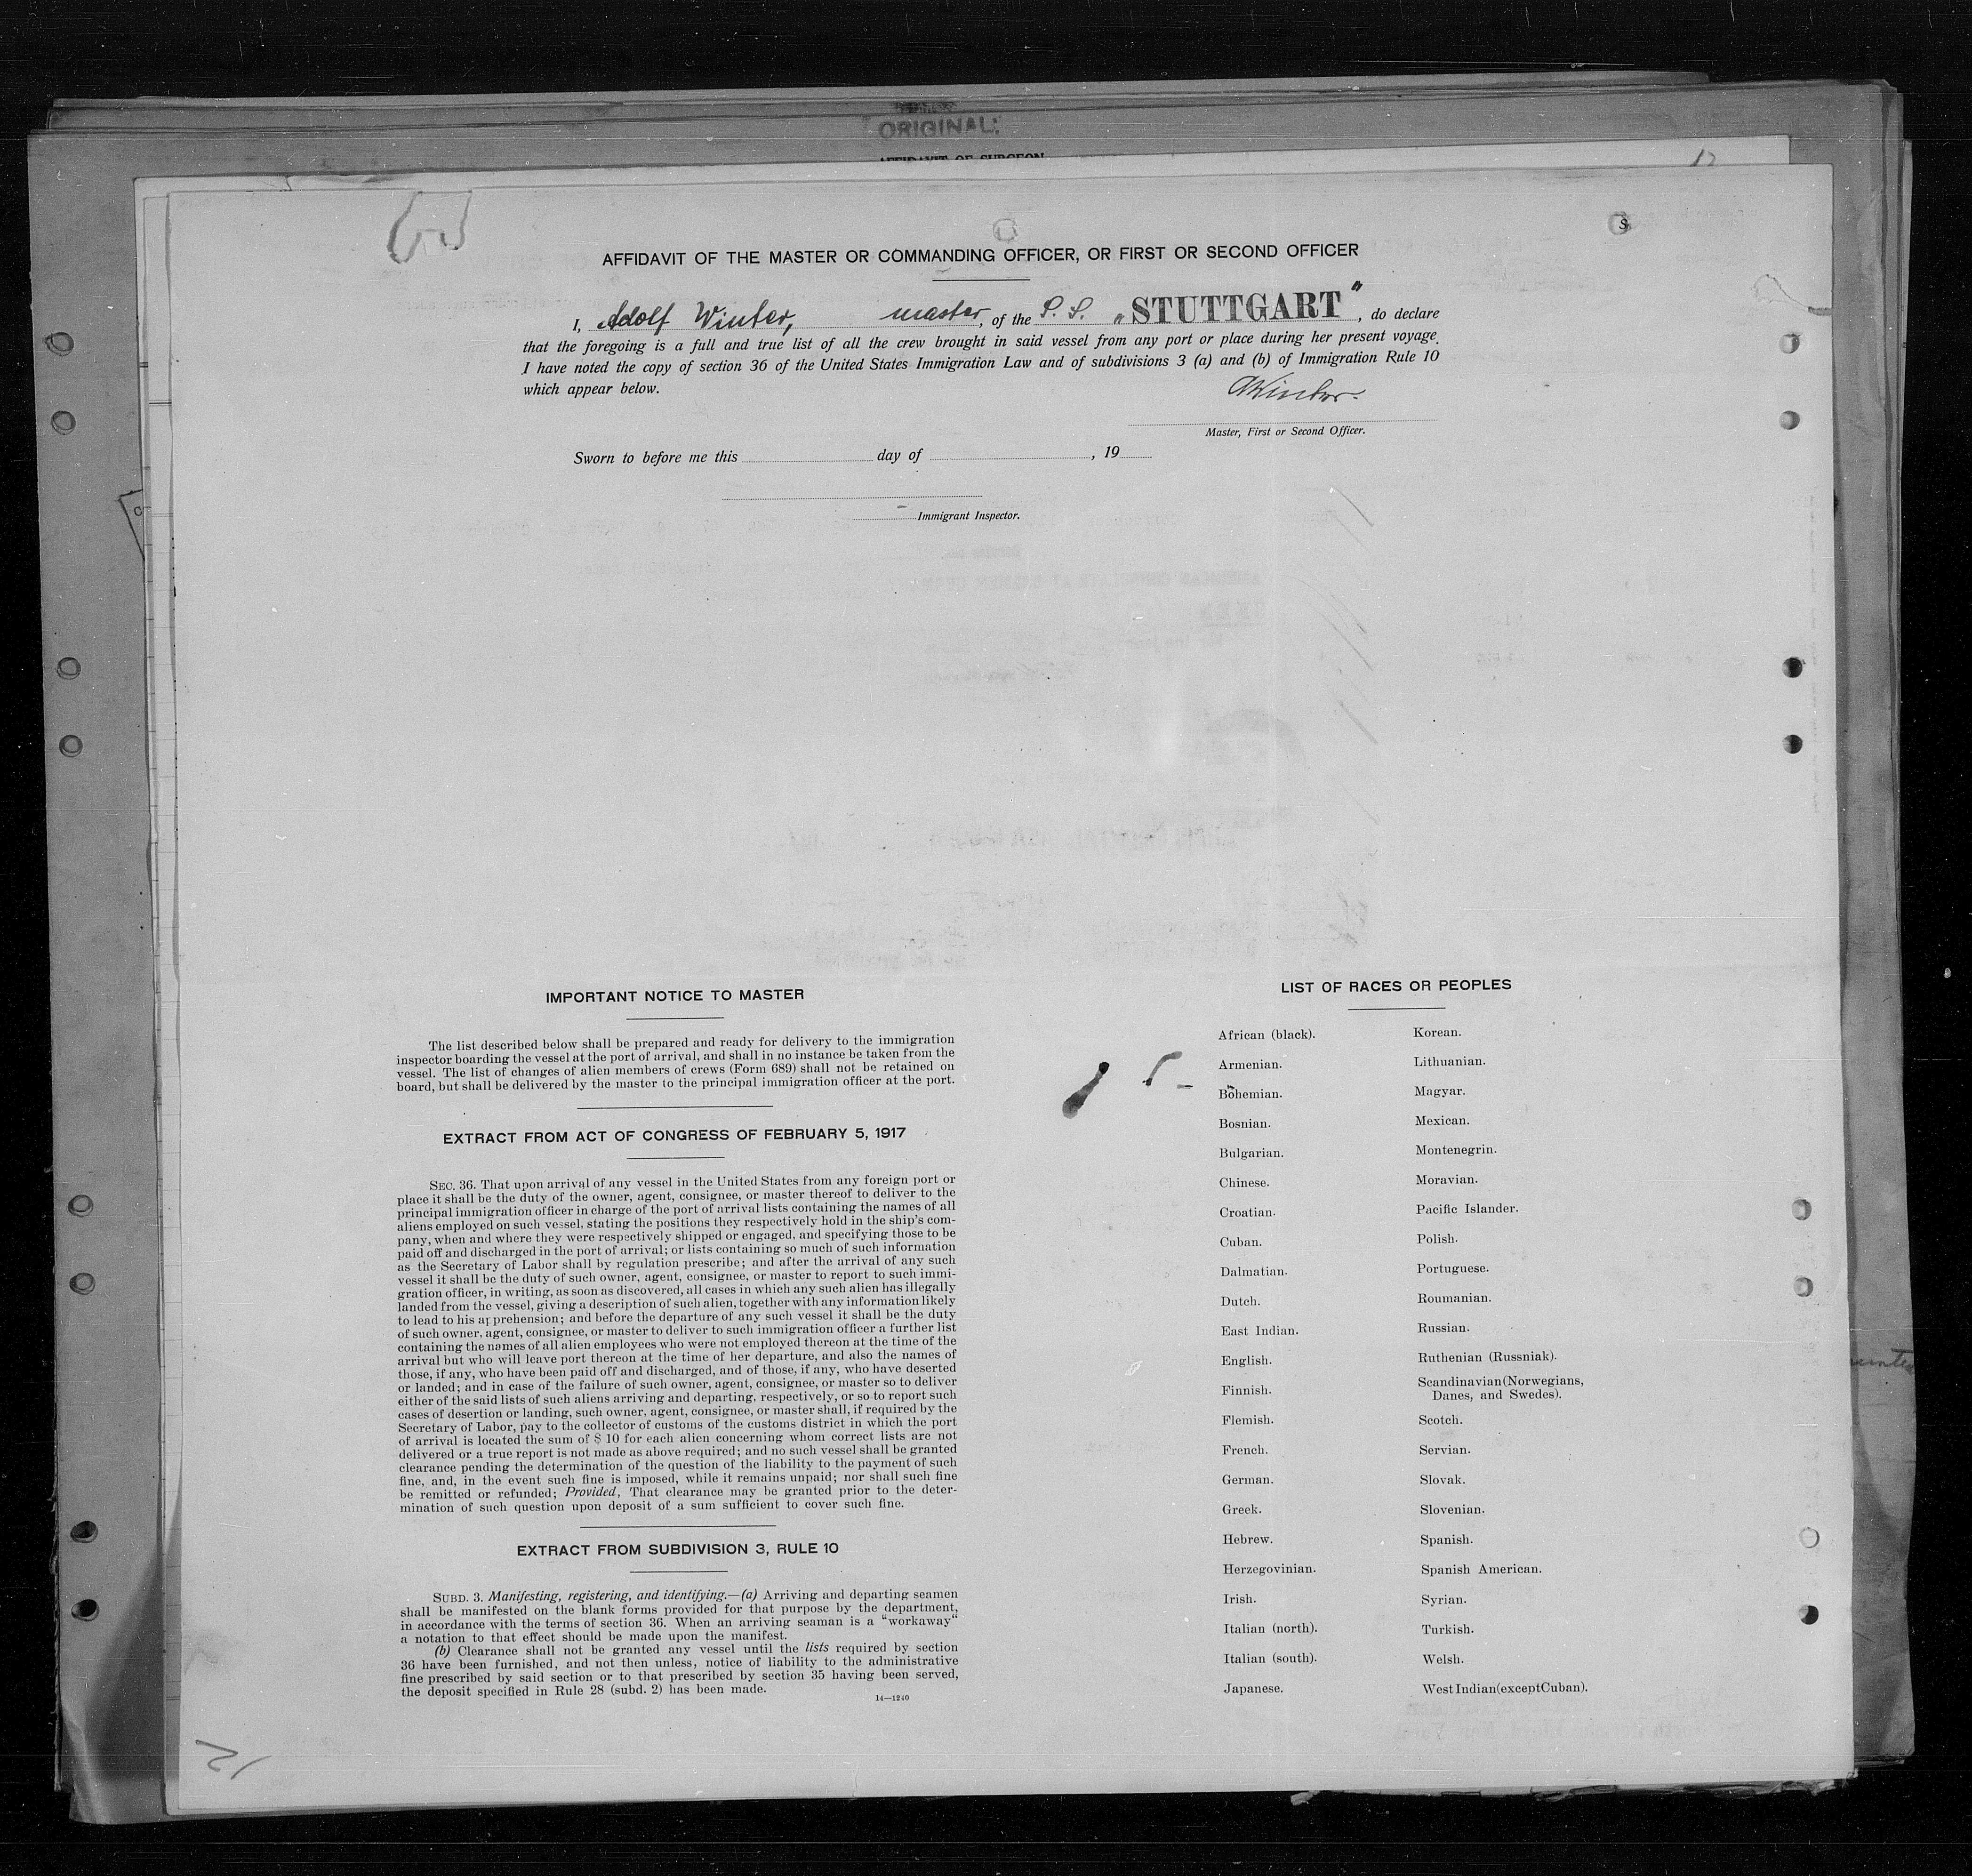 ORIGINAL:
AFFIDAVIT OF SURGEON
12
S
AFFIDAVIT OF THE MASTER OR COMMANDING OFFICER, OR FIRST OR SECOND OFFICER
I, Adolf Winter, master, of the S. S. „STUTTGART", do declare
that the foregoing is a full and true list of all the crew brought in said vessel from any port or place during her present voyage.
I have noted the copy of section 36 of the United States Immigration Law and of subdivisions 3 (a) and (b) of Immigration Rule 10
which appear below.
AWinter.
Master, First or Second Officer.
Sworn to before me this day of , 19
Immigrant Inspector.
IMPORTANT NOTICE TO MASTER
The list described below shall be prepared and ready for delivery to the immigration
inspector boarding the vessel at the port of arrival, and shall in no instance be taken from the
vessel. The list of changes of alien members of crews (Form 689) shall not be retained on
board, but shall be delivered by the master to the principal immigration officer at the port.
EXTRACT FROM ACT OF CONGRESS OF FEBRUARY 5, 1917
SEC. 36. That upon arrival of any vessel in the United States from any foreign port or
place it shall be the duty of the owner, agent, consignee, or master thereof to deliver to the
principal immigration officer in charge of the port of arrival lists containing the names of all
aliens employed on such vessel, stating the positions they respectively hold in the ship's com-
pany, when and where they were respectively shipped or engaged, and specifying those to be
paid off and discharged in the port of arrival; or lists containing so much of such information
as the Secretary of Labor shall by regulation prescribe; and after the arrival of any such
vessel it shall be the duty of such owner, agent, consignee, or master to report to such immi-
gration officer, in writing, as soon as discovered, all cases in which any such alien has illegally
landed from the vessel, giving a description of such alien, together with any information likely
to lead to his apprehension; and before the departure of any such vessel it shall be the duty
of such owner, agent, consignee, or master to deliver to such immigration officer a further list
containing the names of all alien employees who were not employed thereon at the time of the
arrival but who will leave port thereon at the time of her departure, and also the names of
those, if any, who have been paid off and discharged, and of those, if any, who have deserted
or landed; and in case of the failure of such owner, agent, consignee, or master so to deliver
either of the said lists of such aliens arriving and departing, respectively, or so to report such
cases of desertion or landing, such owner, agent, consignee, or master shall, if required by the
Secretary of Labor, pay to the collector of customs of the customs district in which the port
of arrival is located the sum of $ 10 for each alien concerning whom correct lists are not
delivered or a true report is not made as above required; and no such vessel shall be granted
clearance pending the determination of the question of the liability to the payment of such
fine, and, in the event such fine is imposed, while it remains unpaid; nor shall such fine
be remitted or refunded; Provided, That clearance may be granted prior to the deter-
mination of such question upon deposit of a sum sufficient to cover such fine.
EXTRACT FROM SUBDIVISION 3, RULE 10
SUBD. 3. Manifesting, registering, and identifying.—(a) Arriving and departing seamen
shall be manifested on the blank forms provided for that purpose by the department,
in accordance with the terms of section 36. When an arriving seaman is a "workaway"
a notation to that effect should be made upon the manifest.
(b) Clearance shall not be granted any vessel until the lists required by section
36 have been furnished, and not then unless, notice of liability to the administrative
fine prescribed by said section or to that prescribed by section 35 having been served,
the deposit specified in Rule 28 (subd. 2) has been made.
14—1240
LIST OF RACES OR PEOPLES
African (black).
Armenian.
Bohemian.
Bosnian.
Bulgarian.
Chinese.
Croatian.
Cuban.
Dalmatian.
Dutch.
East Indian.
English.
Finnish.
Flemish.
French.
German.
Greek.
Hebrew.
Herzegovinian.
Irish.
Italian (north).
Italian (south).
Japanese.
Korean.
Lithuanian.
Magyar.
Mexican.
Montenegrin.
Moravian.
Pacific Islander.
Polish.
Portuguese.
Roumanian.
Russian.
Ruthenian (Russniak).
Scandinavian (Norwegians,
Danes, and Swedes).
Scotch.
Servian.
Slovak.
Slovenian.
Spanish.
Spanish American.
Syrian.
Turkish.
Welsh.
West Indian (except Cuban).
12